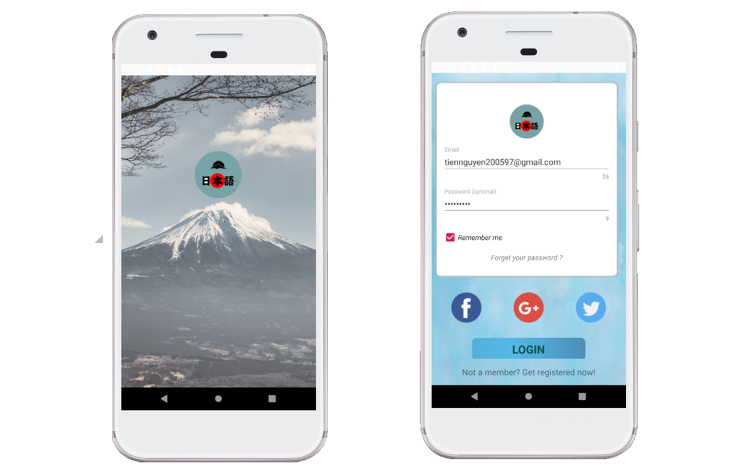 日本語
日本語
Email
tiennguyen200597@gmail.com
26
Password (optional)
•••••••••
9
Remember me
Forget your password ?
f
G+
LOGIN
Not a member? Get registered now!